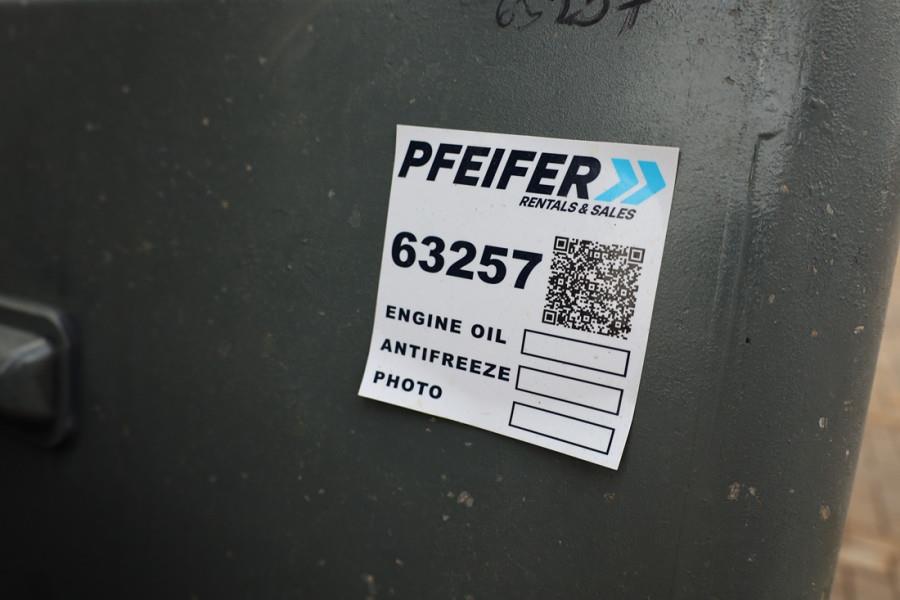 PFEIFER
RENTALS & SALES
63257
ENGINE OIL
ANTIFREEZE
PHOTO